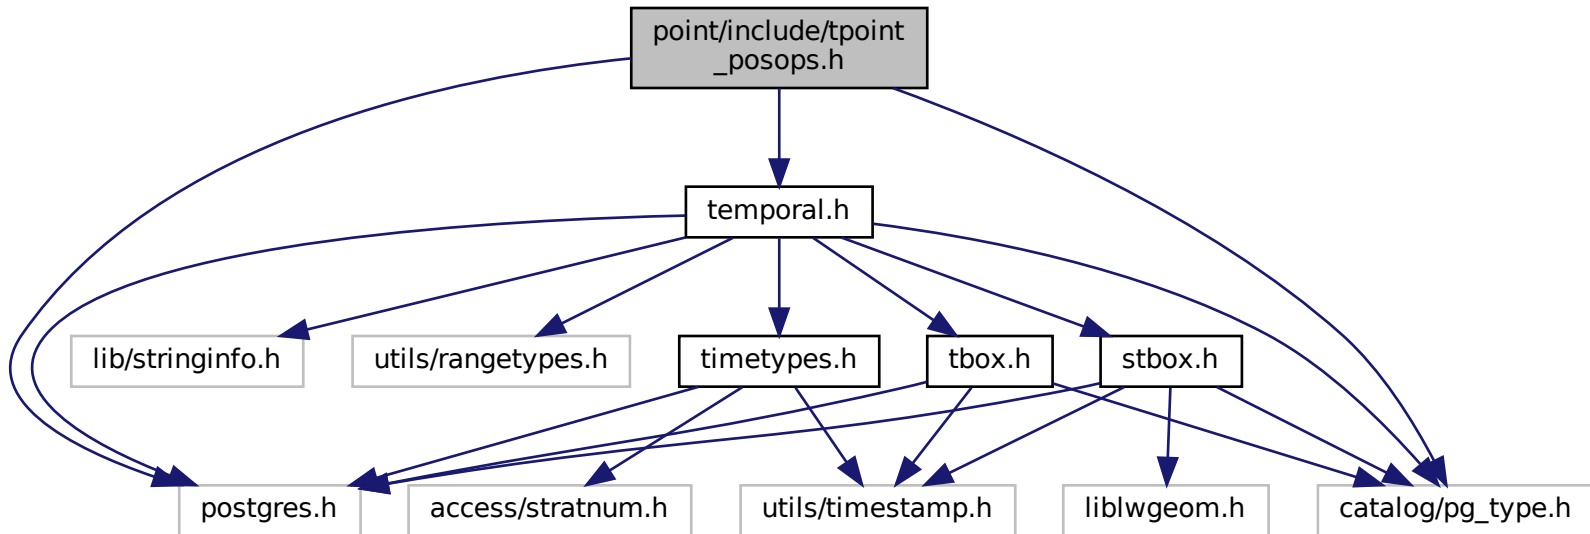 point/include/tpoint
_posops.h
temporal.h
lib/stringinfo.h
utils/rangetypes.h
timetypes.h
tbox.h
stbox.h
postgres.h
access/stratnum.h
utils/timestamp.h
liblwgeom.h
catalog/pg_type.h